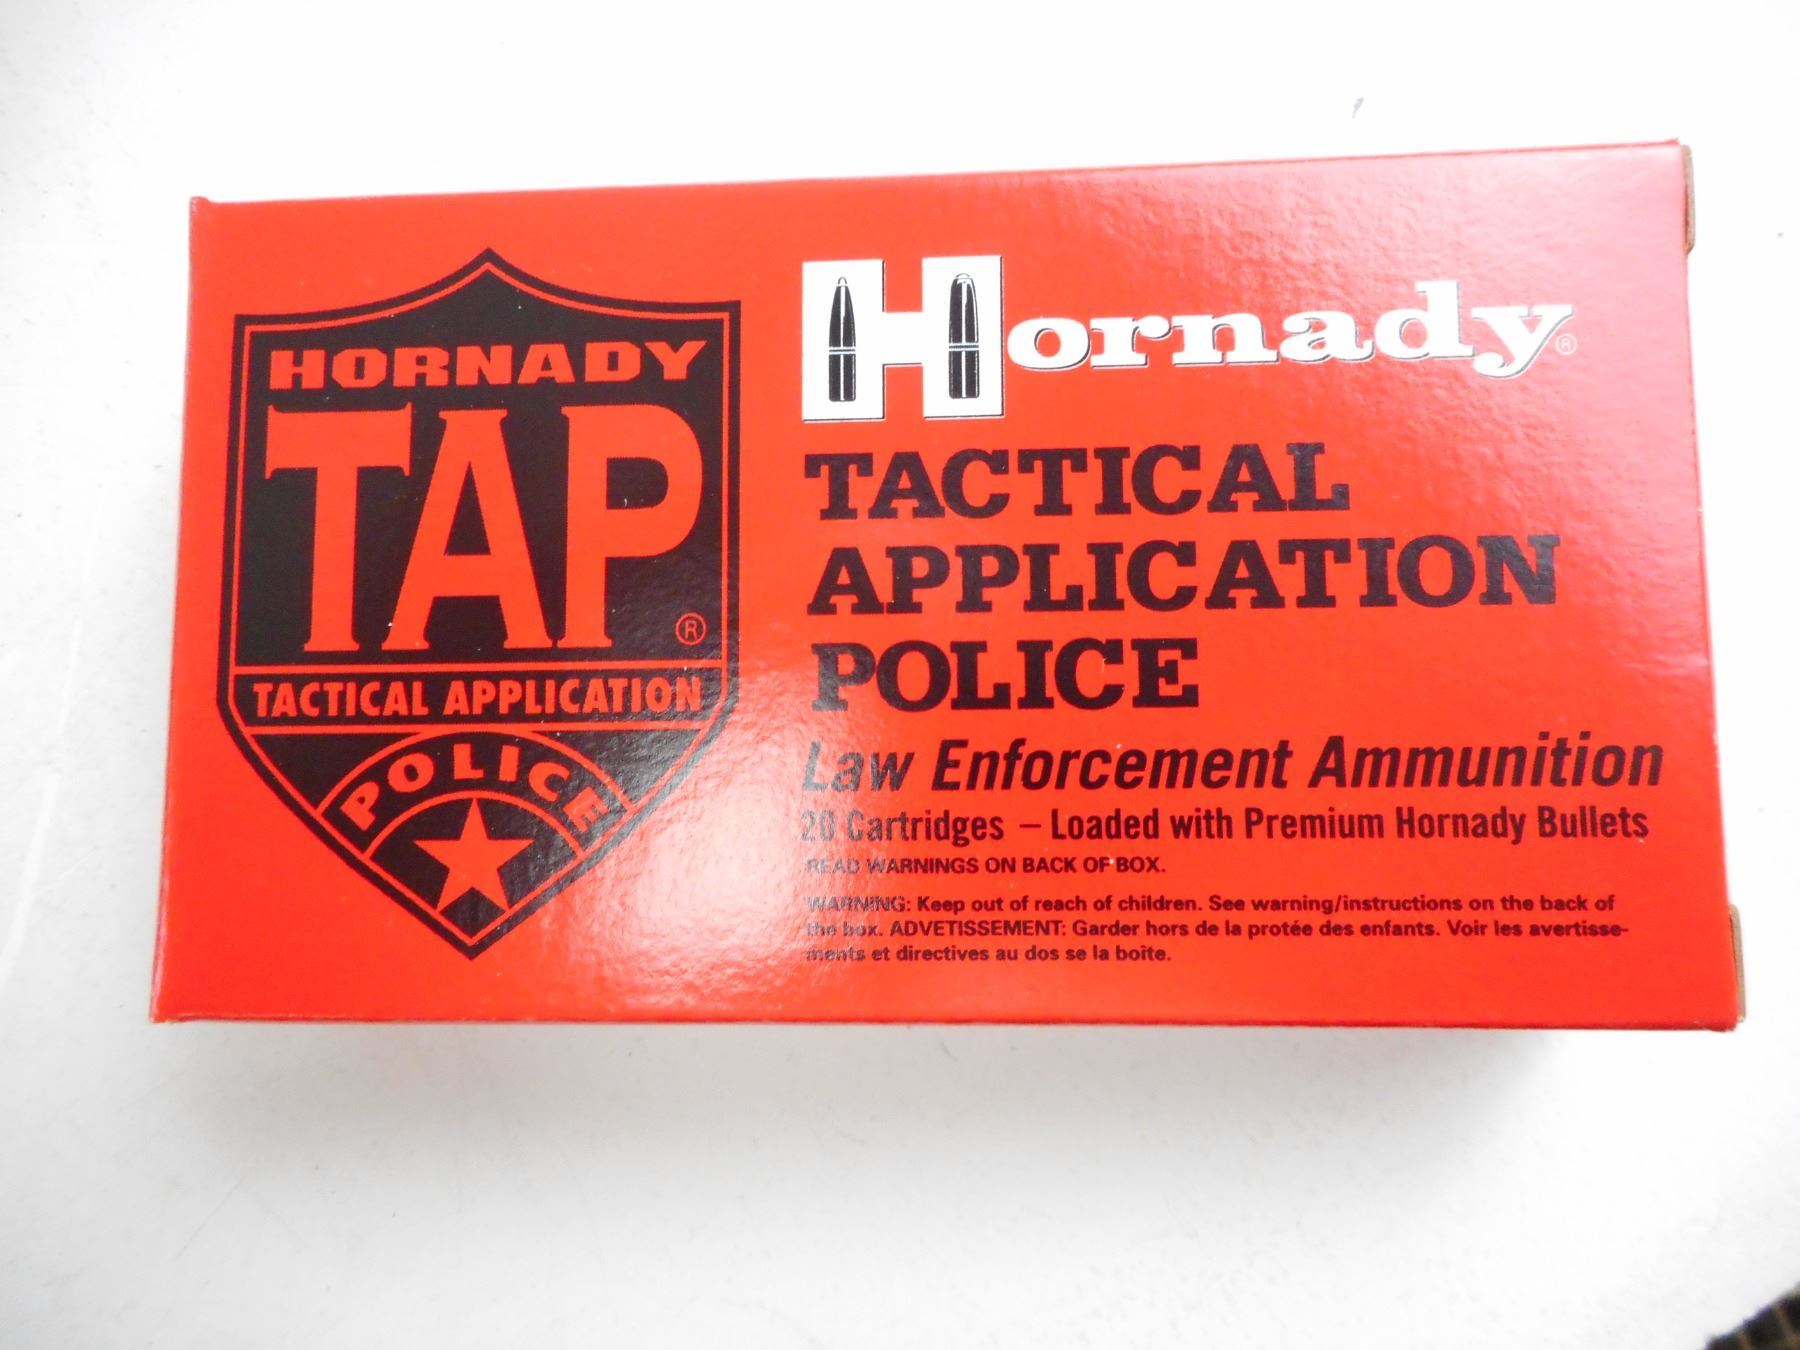 HORNADY
TAP®
TACTICAL APPLICATION
POLICE
Hornady®
TACTICAL
APPLICATION
POLICE
Law Enforcement Ammunition
20 Cartridges – Loaded with Premium Hornady Bullets
READ WARNINGS ON BACK OF BOX.
WARNING: Keep out of reach of children. See warning/instructions on the back of
the box. ADVETISSEMENT: Garder hors de la protée des enfants. Voir les avertisse-
ments et directives au dos se la boite.